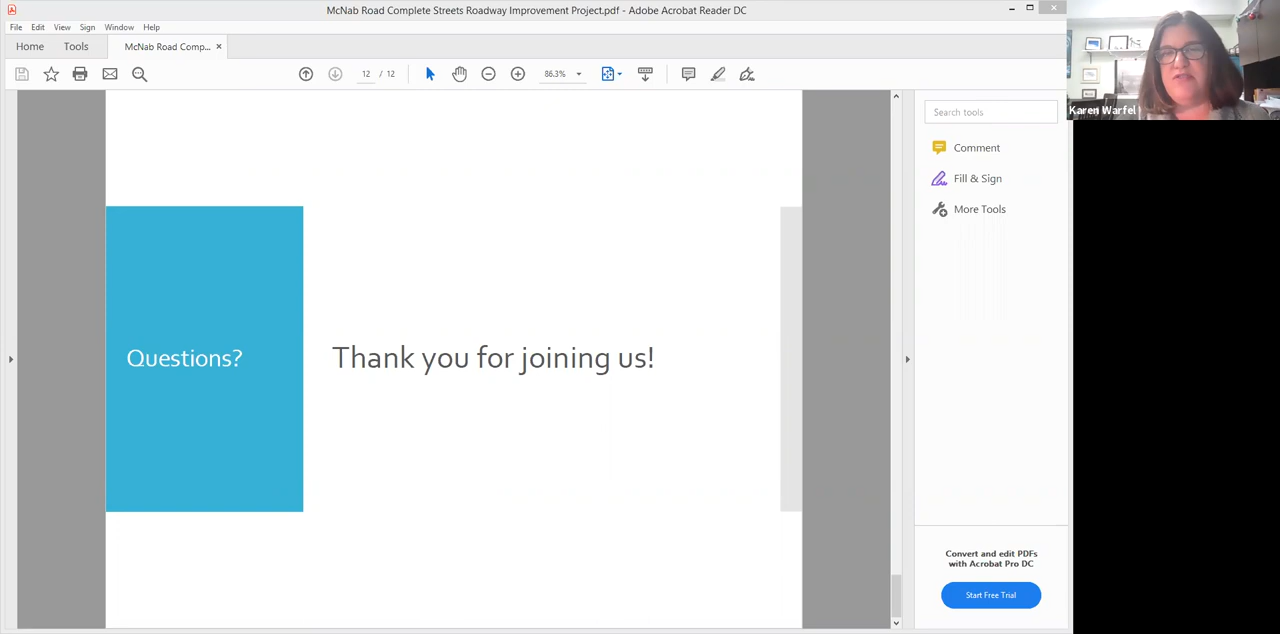 McNab Road Complete Streets Roadway Improvement Project.pdf - Adobe Acrobat Reader DC
File Edit View Sign Window Help
Home Tools McNab Road Comp... ×
12 / 12 86.3%
Search tools
Comment
Fill & Sign
More Tools
Karen Warfel
Questions?
Thank you for joining us!
Convert and edit PDFs
with Acrobat Pro DC
Start Free Trial